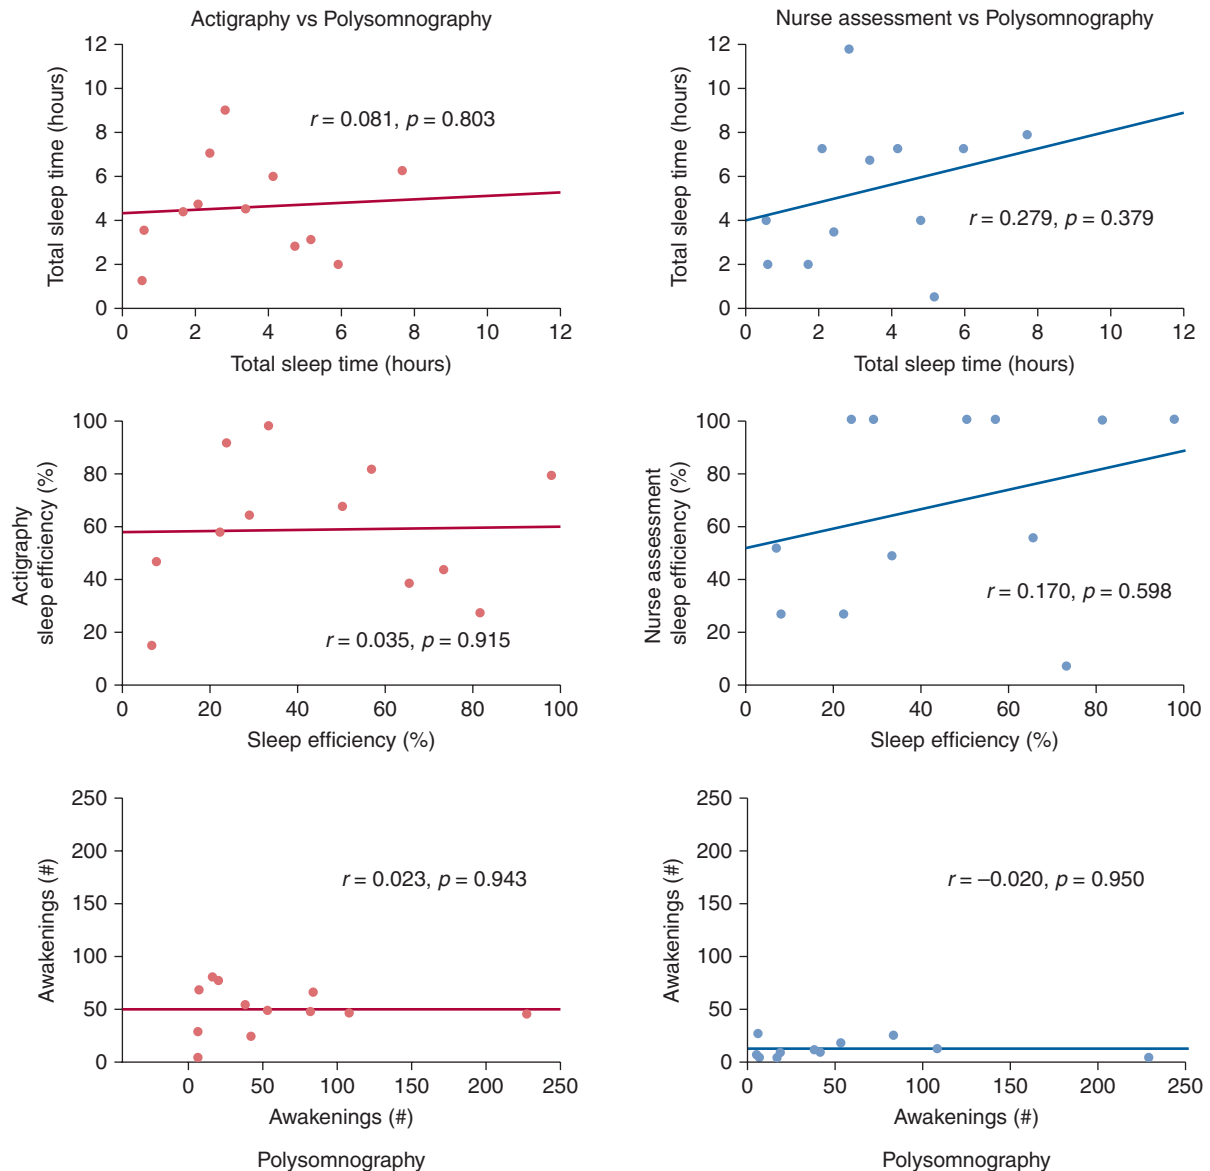 Actigraphy vs Polysomnography
Total sleep time (hours)
12
10
8
6
4
2
0
r = 0.081, p = 0.803
0 2 4 6 8 10 12
Total sleep time (hours)
Nurse assessment vs Polysomnography
Total sleep time (hours)
12
10
8
6
4
2
0
r = 0.279, p = 0.379
0 2 4 6 8 10 12
Total sleep time (hours)
Actigraphy
sleep efficiency (%)
100
80
60
40
20
0
r = 0.035, p = 0.915
0 20 40 60 80 100
Sleep efficiency (%)
Nurse assessment
sleep efficiency (%)
100
80
60
40
20
0
r = 0.170, p = 0.598
0 20 40 60 80 100
Sleep efficiency (%)
Awakenings (#)
250
200
150
100
50
0
r = 0.023, p = 0.943
0 50 100 150 200 250
Awakenings (#)
Polysomnography
Awakenings (#)
250
200
150
100
50
0
r = –0.020, p = 0.950
0 50 100 150 200 250
Awakenings (#)
Polysomnography